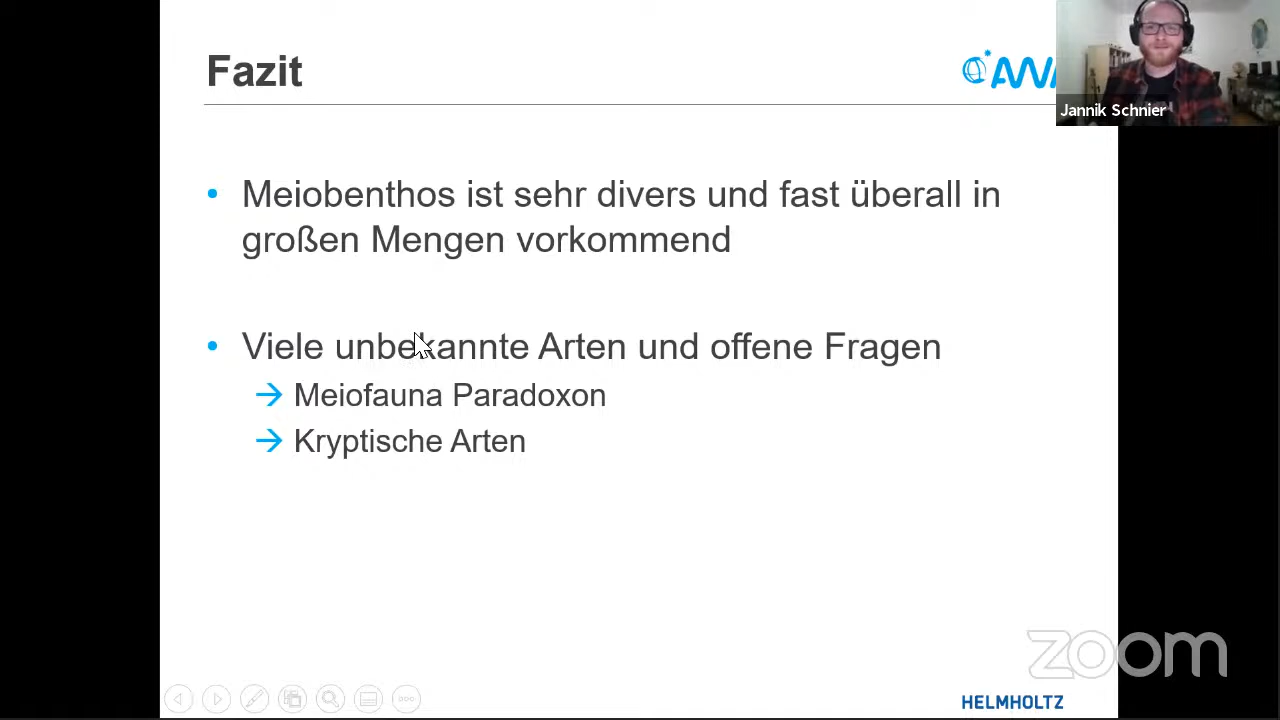 Fazit
AWI
Jannik Schnier
• Meiobenthos ist sehr divers und fast überall in
großen Mengen vorkommend
• Viele unbekannte Arten und offene Fragen
→ Meiofauna Paradoxon
→ Kryptische Arten
zoom
HELMHOLTZ